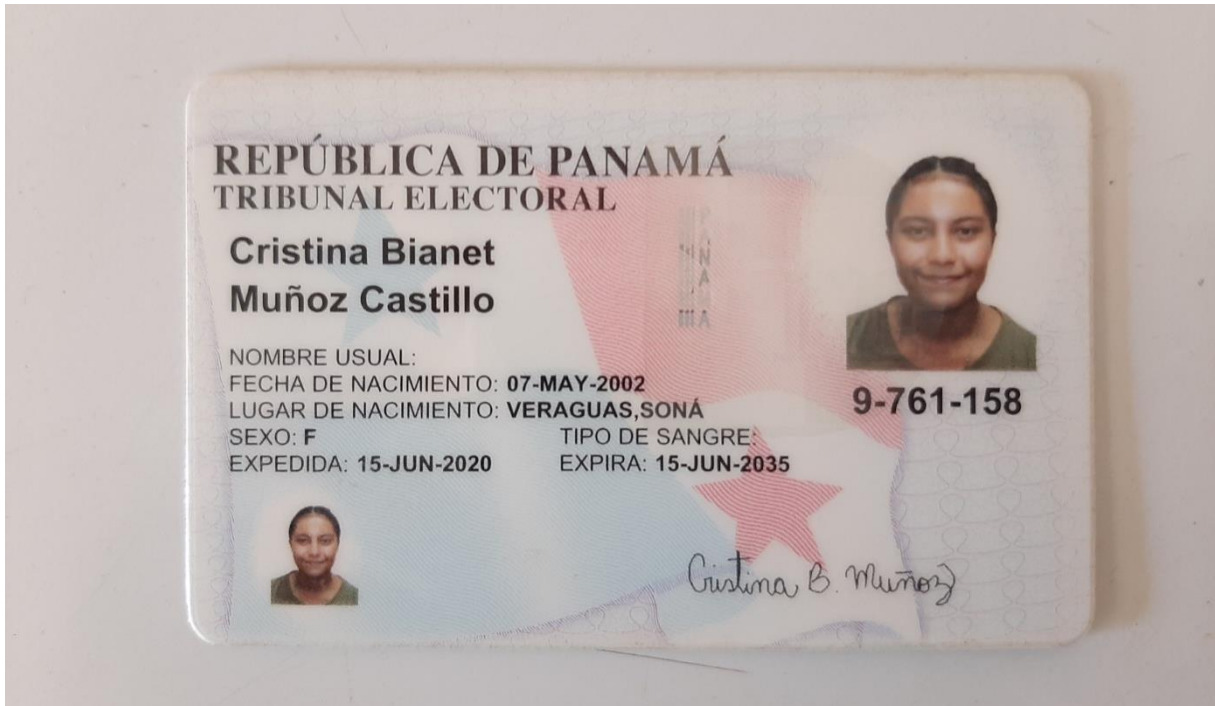 REPÚBLICA DE PANAMÁ
TRIBUNAL ELECTORAL
Cristina Bianet
Muñoz Castillo
NOMBRE USUAL:
FECHA DE NACIMIENTO: 07-MAY-2002
LUGAR DE NACIMIENTO: VERAGUAS,SONÁ
SEXO: F TIPO DE SANGRE:
EXPEDIDA: 15-JUN-2020 EXPIRA: 15-JUN-2035
PANAMA
9-761-158
Cristina B. Muñoz